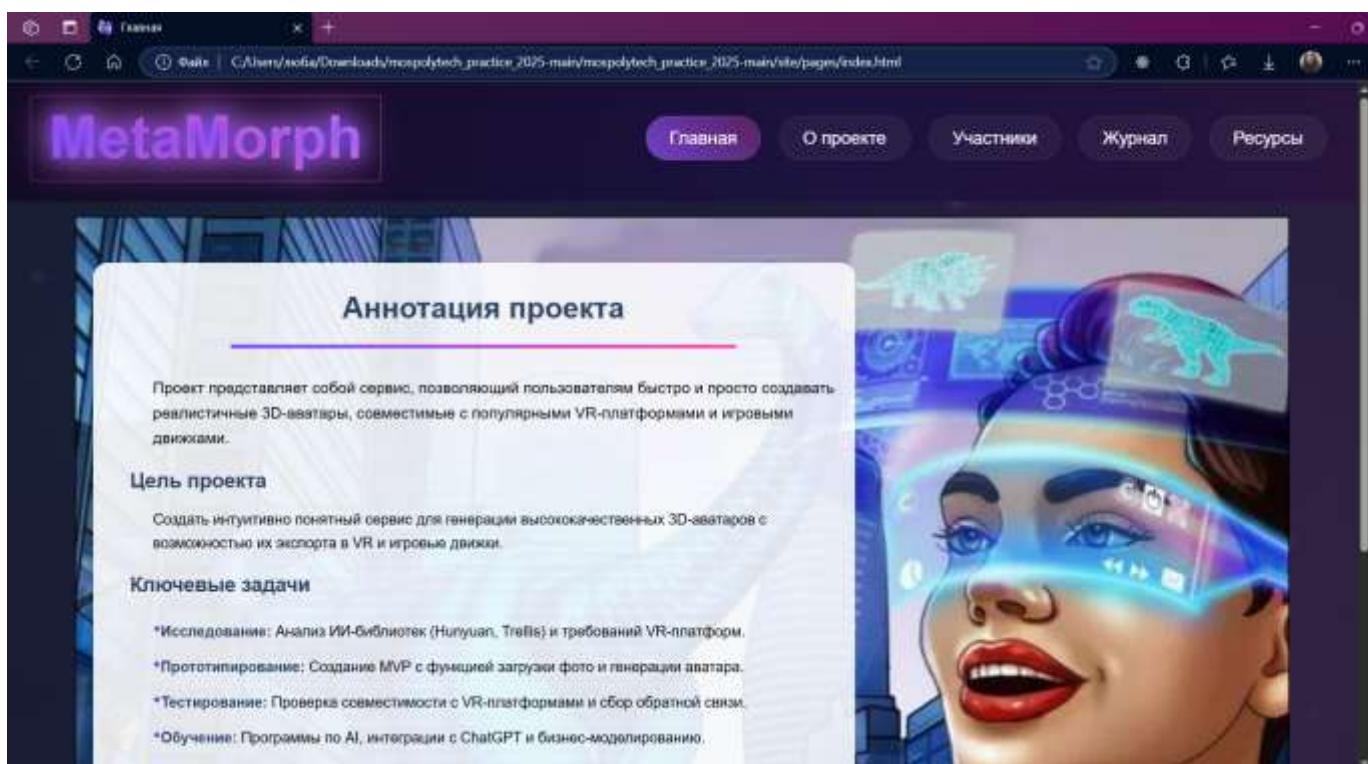 Главная
Файл
C:/Users/sofia/Downloads/mospolytech_practice_2025-main/mospolytech_practice_2025-main/site/pages/index.html
MetaMorph
Главная
О проекте
Участники
Журнал
Ресурсы
Аннотация проекта
Проект представляет собой сервис, позволяющий пользователям быстро и просто создавать
реалистичные 3D-аватары, совместимые с популярными VR-платформами и игровыми
движками.
Цель проекта
Создать интуитивно понятный сервис для генерации высококачественных 3D-аватаров с
возможностью их экспорта в VR и игровые движки.
Ключевые задачи
*Исследование: Анализ ИИ-библиотек (Hunyuan, Trellis) и требований VR-платформ.
*Прототипирование: Создание MVP с функцией загрузки фото и генерации аватара.
*Тестирование: Проверка совместимости с VR-платформами и сбор обратной связи.
*Обучение: Программы по AI, интеграции с ChatGPT и бизнес-моделированию.